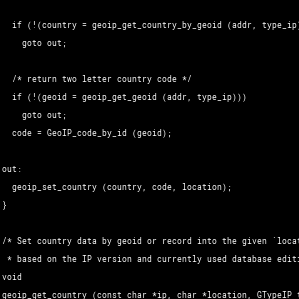 if (!(country = geoip_get_country_by_geoid (addr, type_ip)
goto out;
/* return two letter country code */
if (!(geoid = geoip_get_geoid (addr, type_ip)))
goto out;
code = GeoIP_code_by_id (geoid);
out:
geoip_set_country (country, code, location);
}
/* Set country data by geoid or record into the given `locat
* based on the IP version and currently used database editi
void
geoip_get_country (const char *ip, char *location, GTypeIP t